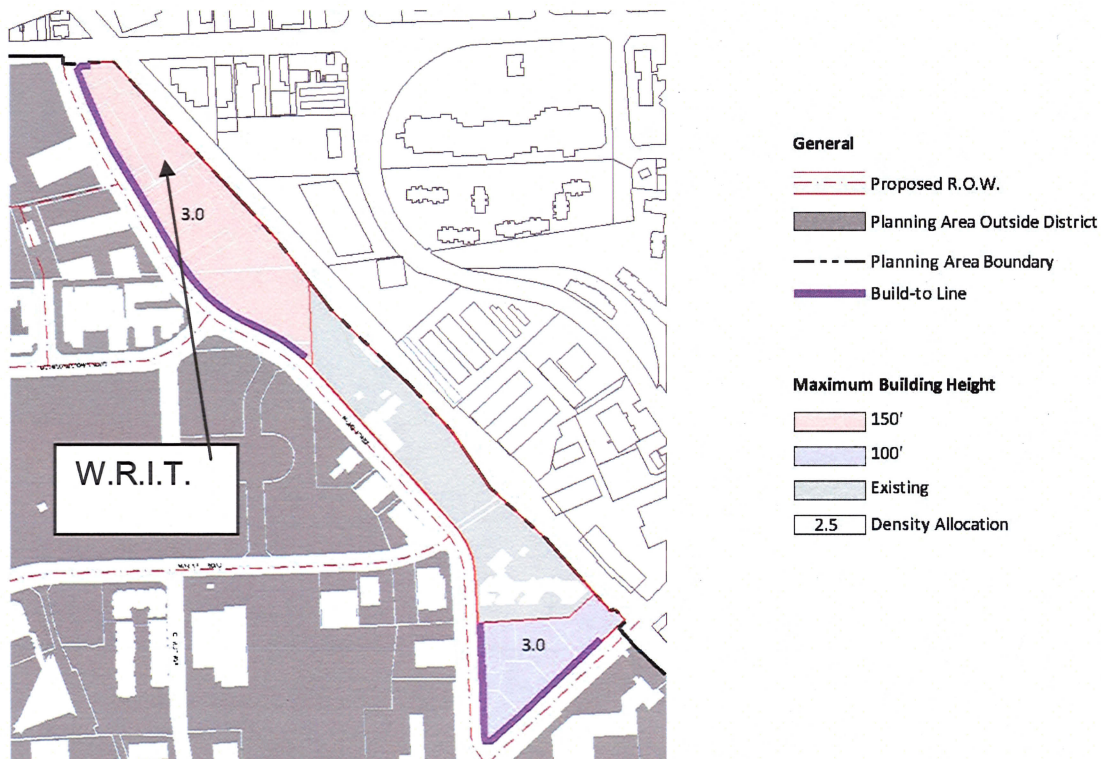 3.0
W.R.I.T.
3.0
General
Proposed R.O.W.
Planning Area Outside District
Planning Area Boundary
Build-to Line
Maximum Building Height
150'
100'
Existing
2.5 Density Allocation